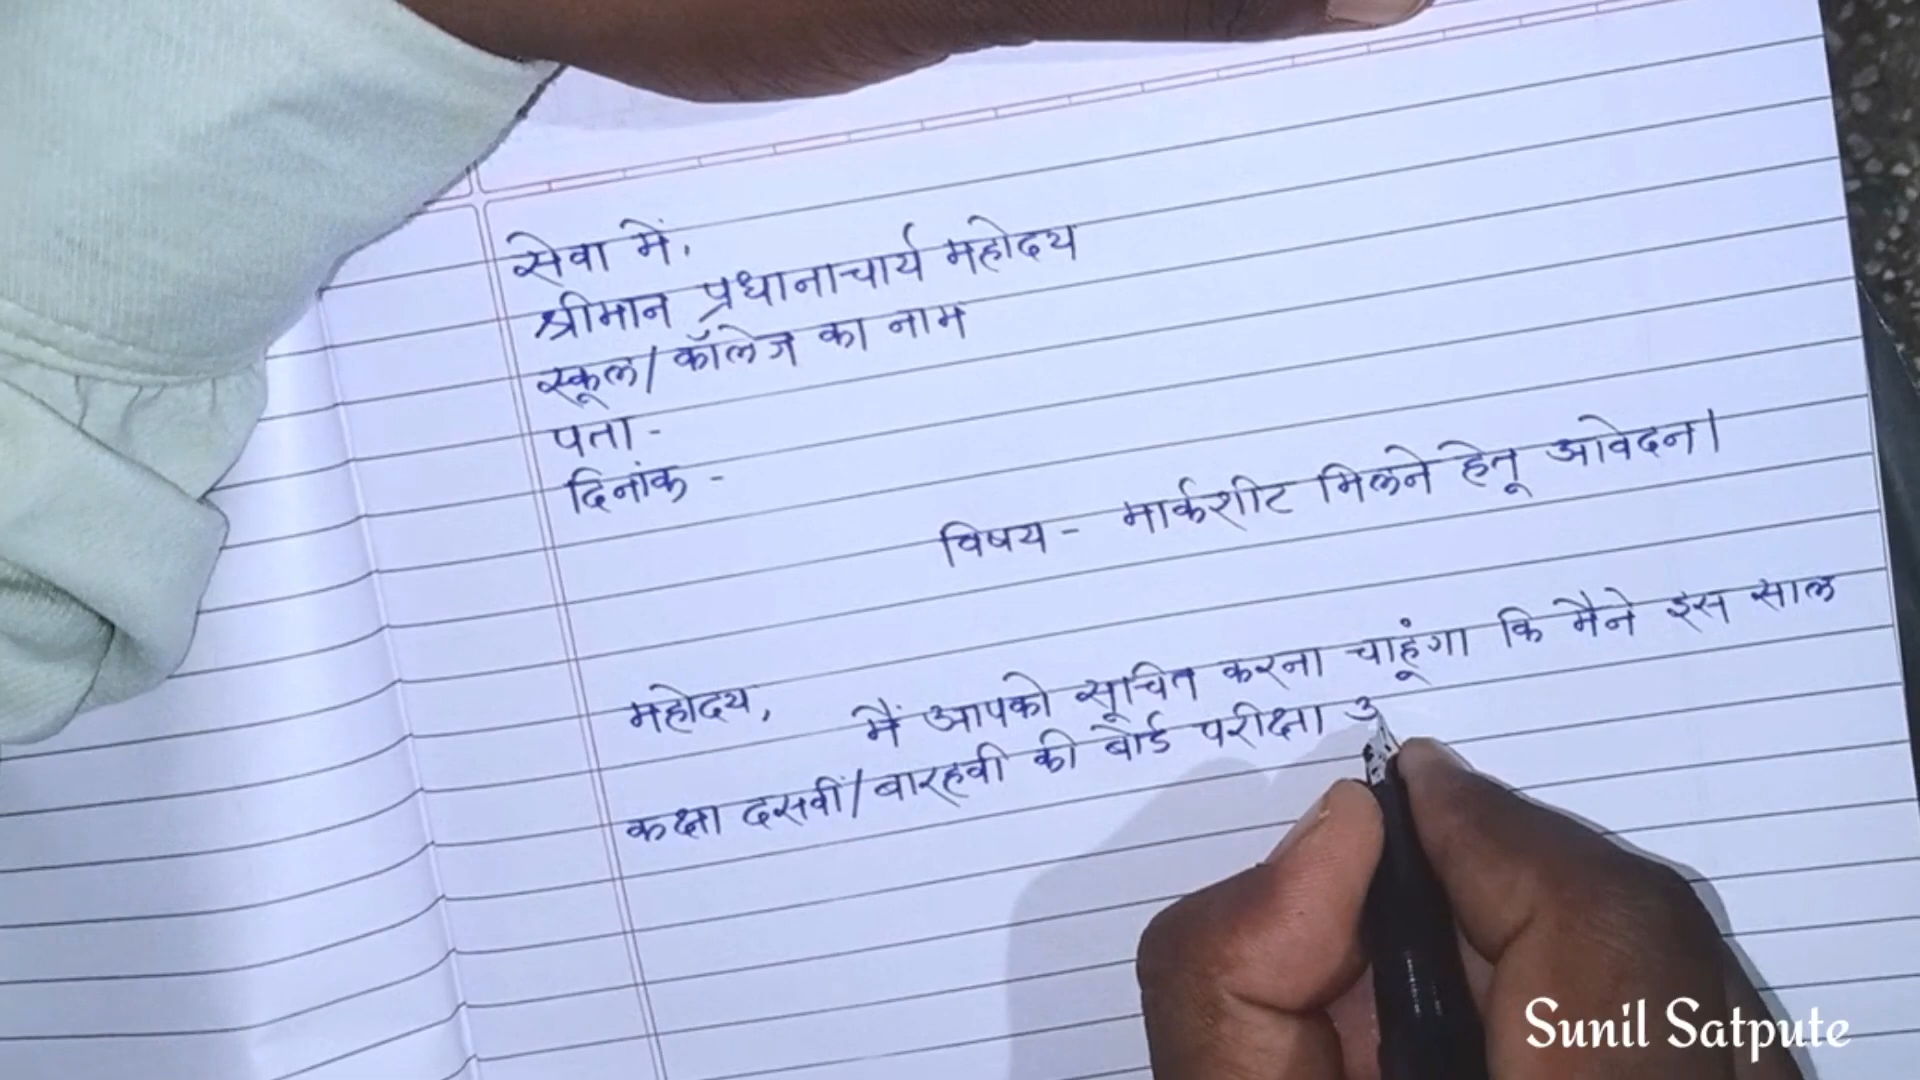 सेवा में,
श्रीमान प्रधानाचार्य महोदय
स्कूल/कॉलेज का नाम
पता -
दिनांक -
विषय - मार्कशीट मिलने हेतू आवेदन।
महोदय,
मैं आपको सूचित करना चाहूंगा कि मैने इस साल
कक्षा दसवीं/बारहवी की बोर्ड परीक्षा
Sunil Satpute